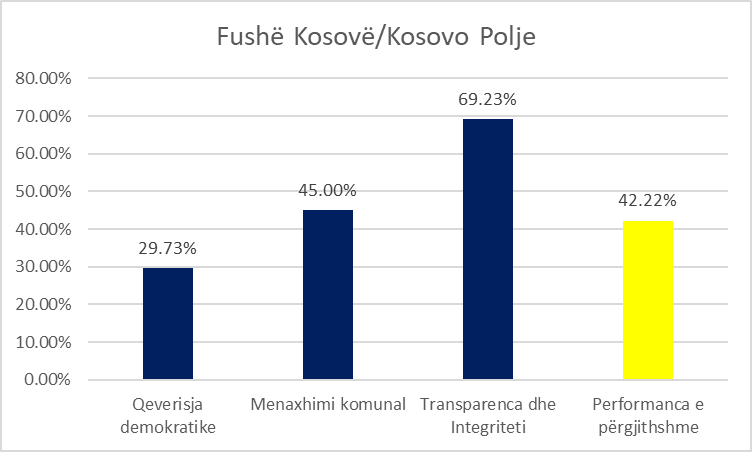 Fushë Kosovë/Kosovo Polje
80.00%
70.00%
60.00%
50.00%
40.00%
30.00%
20.00%
10.00%
0.00%
29.73%
45.00%
69.23%
42.22%
Qeverisja
demokratike
Menaxhimi komunal
Transparenca dhe
Integriteti
Performanca e
përgjithshme